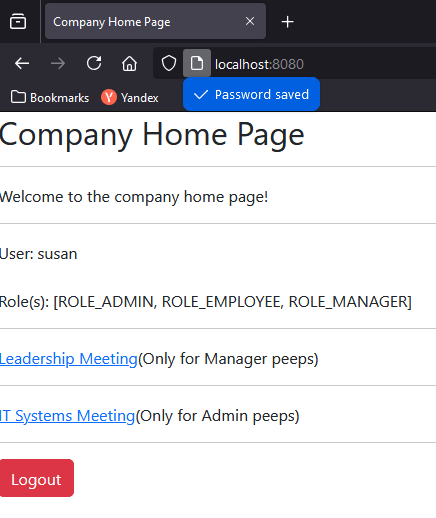 Company Home Page
localhost:8080
Bookmarks Y Yandex
Password saved
Company Home Page
Welcome to the company home page!
User: susan
Role(s): [ROLE_ADMIN, ROLE_EMPLOYEE, ROLE_MANAGER]
Leadership Meeting(Only for Manager peeps)
IT Systems Meeting(Only for Admin peeps)
Logout